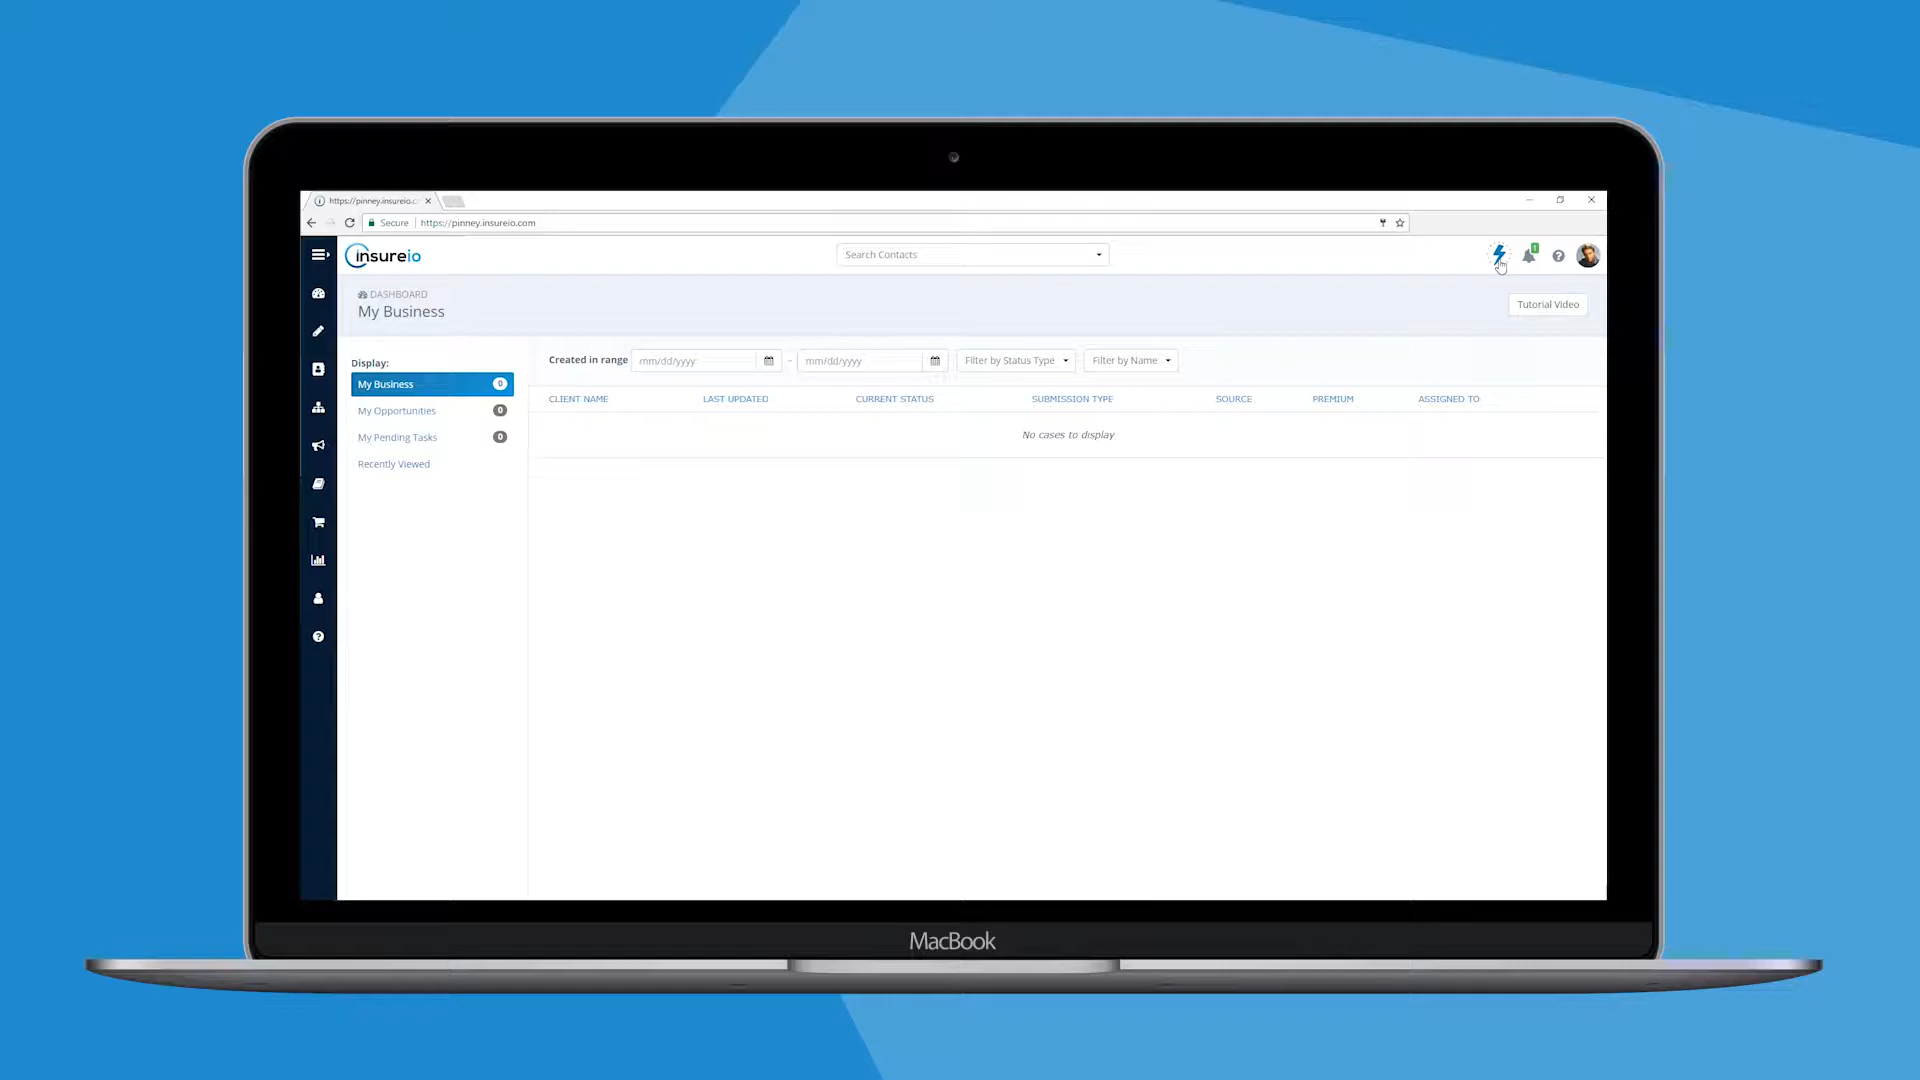 https://pinney.insureio.c
Secure
https://pinney.insureio.com
insureio
Search Contacts
1
DASHBOARD
My Business
Tutorial Video
Display:
My Business 0
My Opportunities 0
My Pending Tasks 0
Recently Viewed
Created in range mm/dd/yyyy - mm/dd/yyyy Filter by Status Type Filter by Name
CLIENT NAME LAST UPDATED CURRENT STATUS SUBMISSION TYPE SOURCE PREMIUM ASSIGNED TO
No cases to display
MacBook